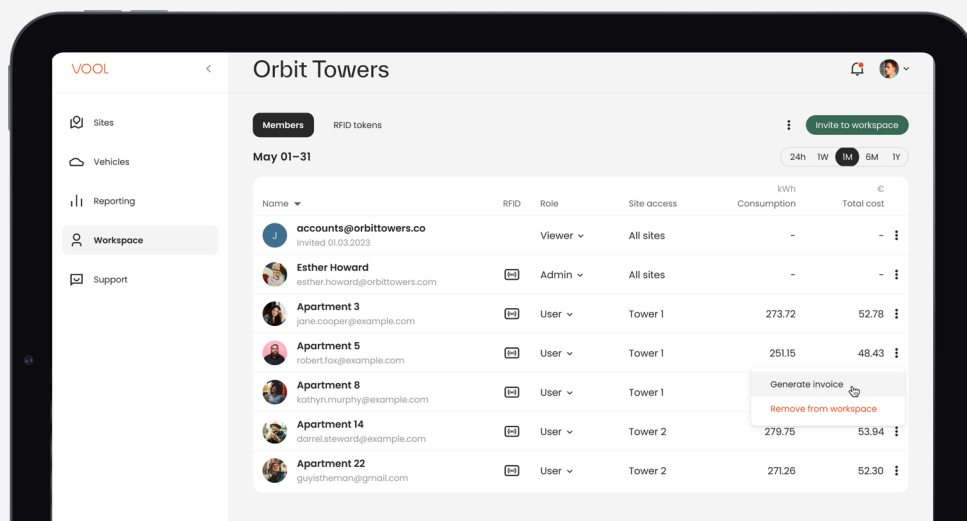 VOOL
Orbit Towers
Sites
Vehicles
Reporting
Workspace
Support
Members
RFID tokens
Invite to workspace
May 01–31
24h 1W 1M 6M 1Y
kWh €
Name RFID Role Site access Consumption Total cost
J accounts@orbittowers.co Viewer All sites - -
Invited 01.03.2023
Esther Howard Admin All sites - -
esther.howard@orbittowers.com
Apartment 3 User Tower 1 273.72 52.78
jane.cooper@example.com
Apartment 5 User Tower 1 251.15 48.43
robert.fox@example.com
Apartment 8 User Tower 1
kathyn.murphy@example.com
Generate invoice
Remove from workspace
Apartment 14 User Tower 2 279.75 53.94
darrel.steward@example.com
Apartment 22 User Tower 2 271.26 52.30
guyistheman@gmail.com